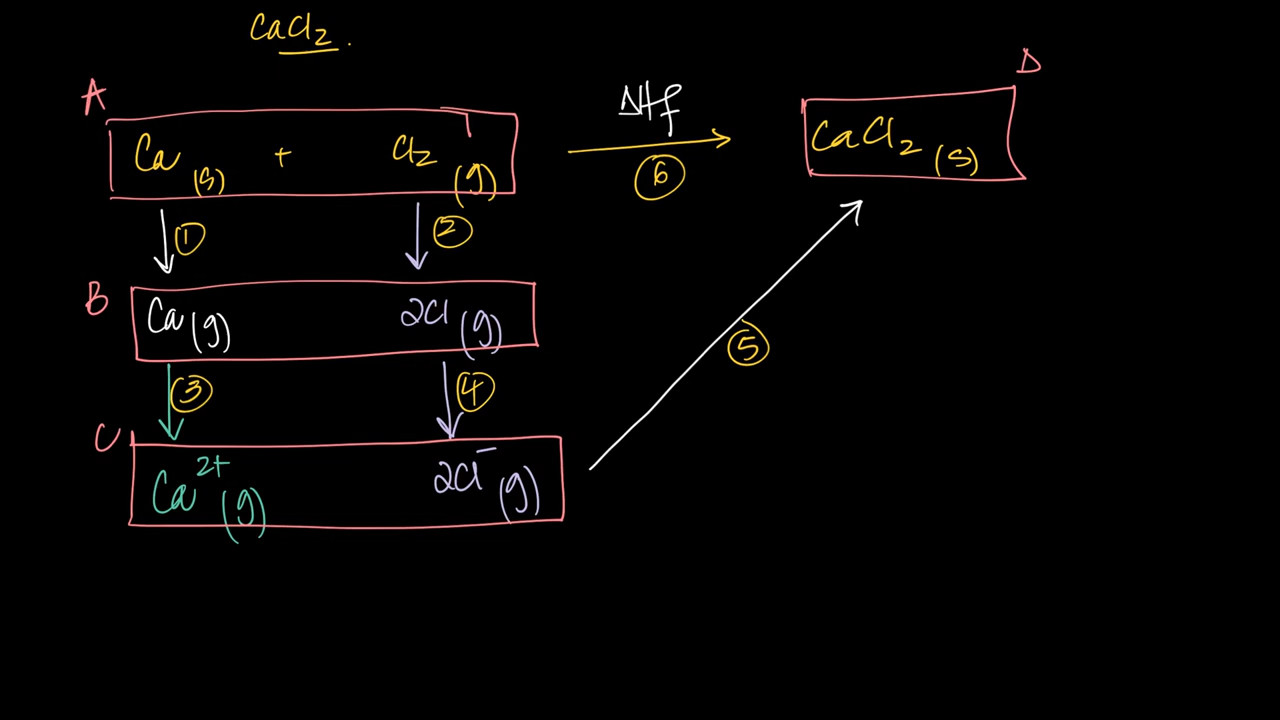 CaCl₂.
A
D
Ca (s) + Cl₂ (g)
ΔHf
⑥
CaCl₂ (s)
① ②
B
Ca (g) 2Cl (g)
⑤
③ ④
C
Ca²⁺ (g) 2Cl⁻ (g)